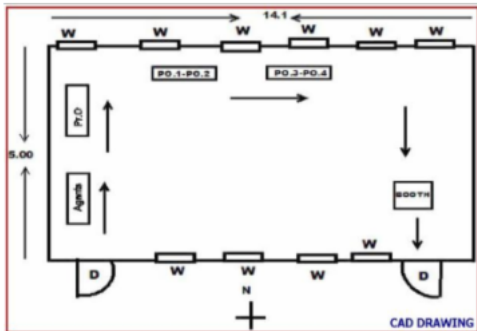 14.1
W W W W W W
PO.1-PO.2 PO.3-PO.4
Pr.O
5.00
Agents
BOOTH
W W W W
D D
N
CAD DRAWING